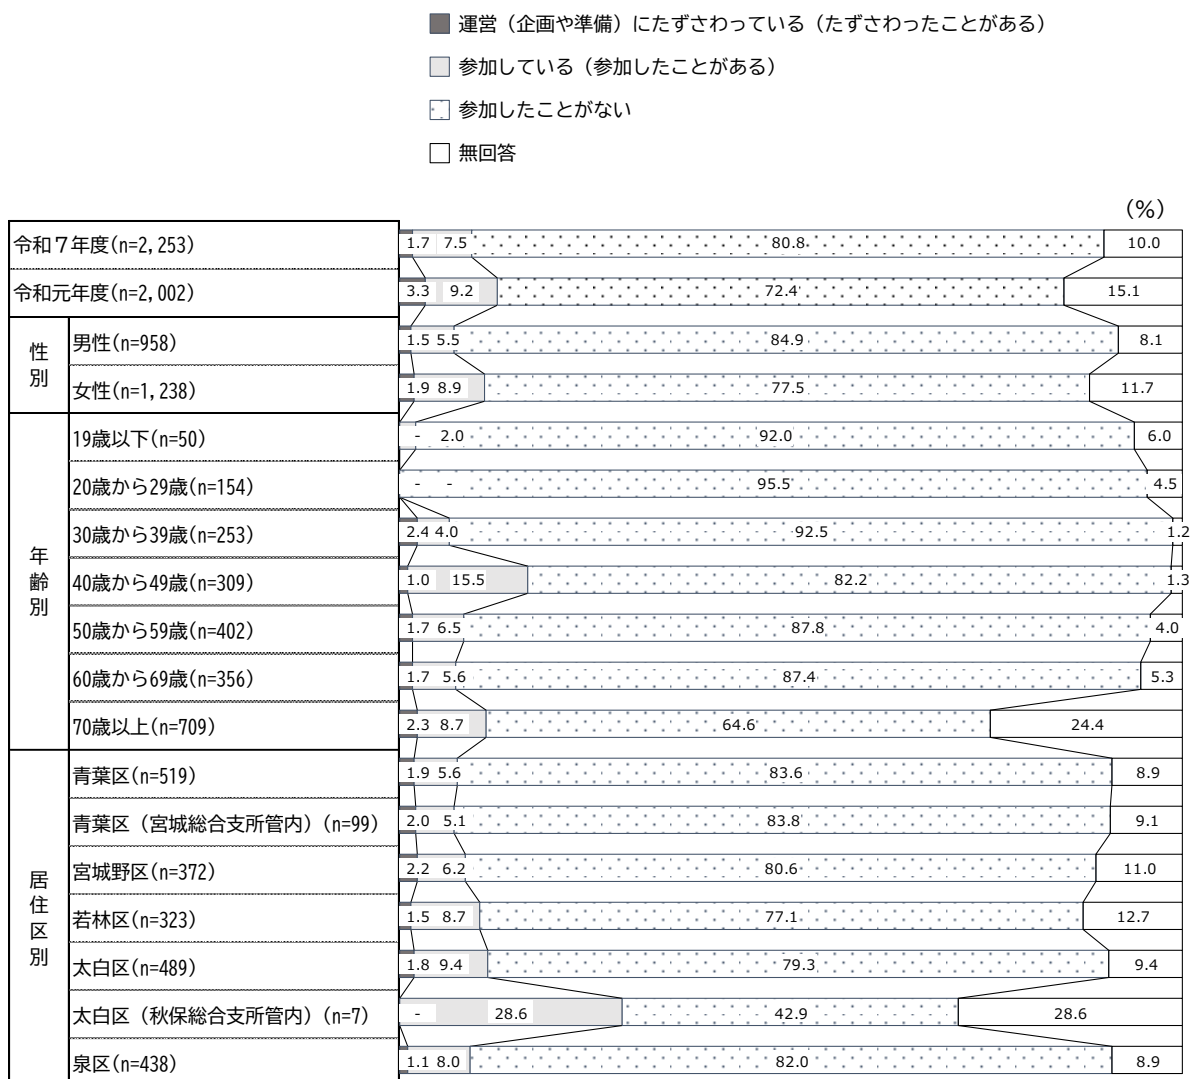 運営（企画や準備）にたずさわっている（たずさわったことがある）
参加している（参加したことがある）
参加したことがない
無回答
(%)
令和７年度(n=2,253) 1.7 7.5 80.8 10.0
令和元年度(n=2,002) 3.3 9.2 72.4 15.1
性別
男性(n=958) 1.5 5.5 84.9 8.1
女性(n=1,238) 1.9 8.9 77.5 11.7
年齢別
19歳以下(n=50) - 2.0 92.0 6.0
20歳から29歳(n=154) - - 95.5 4.5
30歳から39歳(n=253) 2.4 4.0 92.5 1.2
40歳から49歳(n=309) 1.0 15.5 82.2 1.3
50歳から59歳(n=402) 1.7 6.5 87.8 4.0
60歳から69歳(n=356) 1.7 5.6 87.4 5.3
70歳以上(n=709) 2.3 8.7 64.6 24.4
居住区別
青葉区(n=519) 1.9 5.6 83.6 8.9
青葉区（宮城総合支所管内）(n=99) 2.0 5.1 83.8 9.1
宮城野区(n=372) 2.2 6.2 80.6 11.0
若林区(n=323) 1.5 8.7 77.1 12.7
太白区(n=489) 1.8 9.4 79.3 9.4
太白区（秋保総合支所管内）(n=7) - 28.6 42.9 28.6
泉区(n=438) 1.1 8.0 82.0 8.9